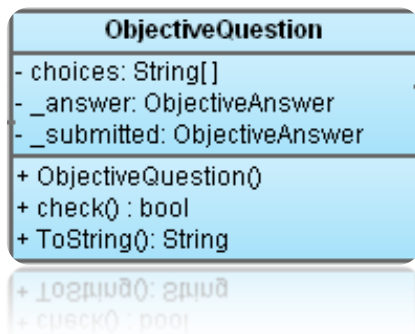 ObjectiveQuestion
- choices: String[]
- _answer: ObjectiveAnswer
- _submitted: ObjectiveAnswer
+ ObjectiveQuestion()
+ check() : bool
+ ToString(): String